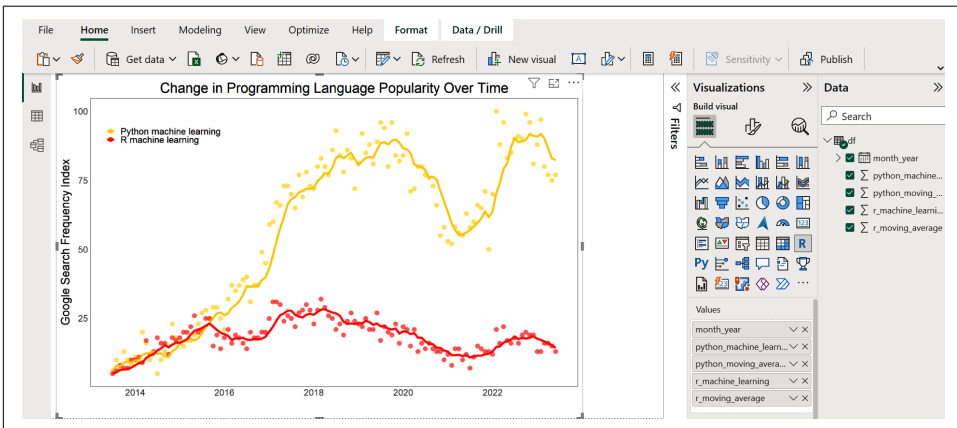 File Home Insert Modeling View Optimize Help Format Data / Drill
Get data Refresh New visual A Sensitivity Publish
Change in Programming Language Popularity Over Time
Google Search Frequency Index
100
75
50
25
Python machine learning
R machine learning
2014 2016 2018 2020 2022
Filters
Visualizations
Build visual
123
R
Py
123
Values
month_year
python_machine_learn...
python_moving_avera...
r_machine_learning
r_moving_average
Data
Search
df
month_year
python_machine...
python_moving_...
r_machine_learni...
r_moving_average